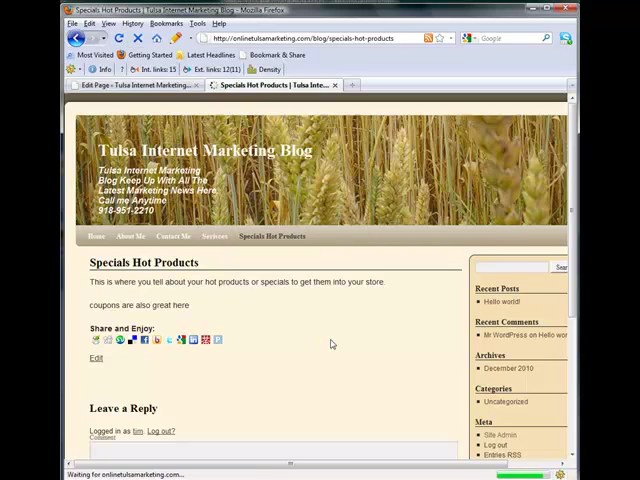 Specials Hot Products | Tulsa Internet Marketing Blog - Mozilla Firefox
File Edit View History Bookmarks Tools Help
http://onlinetulsamarketing.com/blog/specials-hot-products
Google
Most Visited Getting Started Latest Headlines Bookmark & Share
Info Int. links: 15 Ext. links: 12(11) Density
Edit Page - Tulsa Internet Marketing...
Specials Hot Products | Tulsa Inte...
Tulsa Internet Marketing Blog
Tulsa Internet Marketing
Blog Keep Up With All The
Latest Marketing News Here.
Call me Anytime
918-951-2210
Home About Me Contact Me Services Specials Hot Products
Specials Hot Products
This is where you tell about your hot products or specials to get them into your store.
coupons are also great here
Share and Enjoy:
Edit
Leave a Reply
Logged in as tim. Log out?
Comment
Sear
Recent Posts
Hello world!
Recent Comments
Mr WordPress on Hello wor
Archives
December 2010
Categories
Uncategorized
Meta
Site Admin
Log out
Entries RSS
Waiting for onlinetulsamarketing.com...